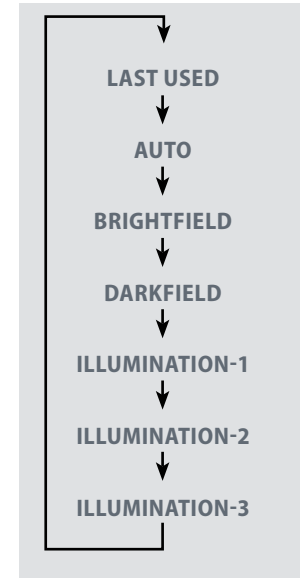 LAST USED
AUTO
BRIGHTFIELD
DARKFIELD
ILLUMINATION-1
ILLUMINATION-2
ILLUMINATION-3